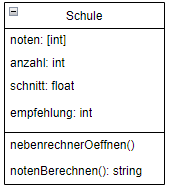 Schule
noten: [int]
anzahl: int
schnitt: float
empfehlung: int
nebenrechnerOeffnen()
notenBerechnen(): string